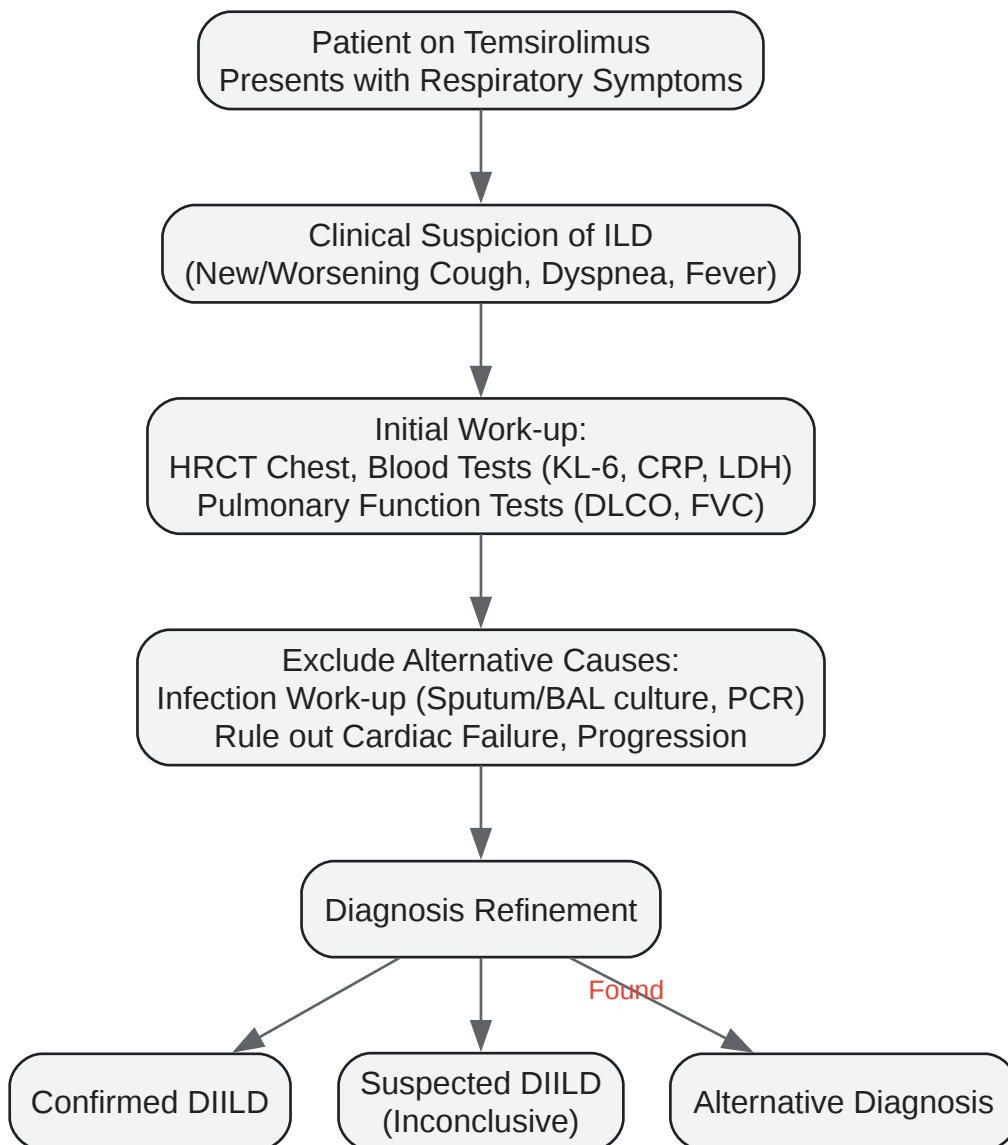 Patient on Temsirolimus
Presents with Respiratory Symptoms
Clinical Suspicion of ILD
(New/Worsening Cough, Dyspnea, Fever)
Initial Work-up:
HRCT Chest, Blood Tests (KL-6, CRP, LDH)
Pulmonary Function Tests (DLCO, FVC)
Exclude Alternative Causes:
Infection Work-up (Sputum/BAL culture, PCR)
Rule out Cardiac Failure, Progression
Diagnosis Refinement
Found
Confirmed DIILD
Suspected DIILD
(Inconclusive)
Alternative Diagnosis